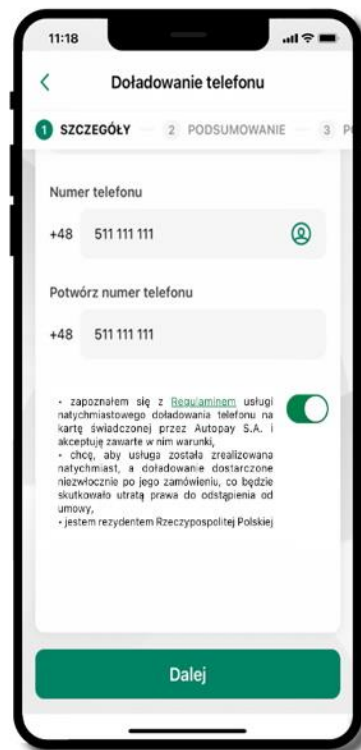 11:18
Doładowanie telefonu
1 SZCZEGÓŁY 2 PODSUMOWANIE 3
Numer telefonu
+48 511 111 111
Potwórz numer telefonu
+48 511 111 111
• zapoznałem się z Regulaminem usługi
natychmiastowego doładowania telefonu na
kartę świadczonej przez Autopay S.A. i
akceptuję zawarte w nim warunki,
• chcę, aby usługa została zrealizowana
natychmiast, a doładowanie dostarczone
niezwłocznie po jego zamówieniu, co będzie
skutkowało utratą prawa do odstąpienia od
umowy,
• jestem rezydentem Rzeczypospolitej Polskiej
Dalej